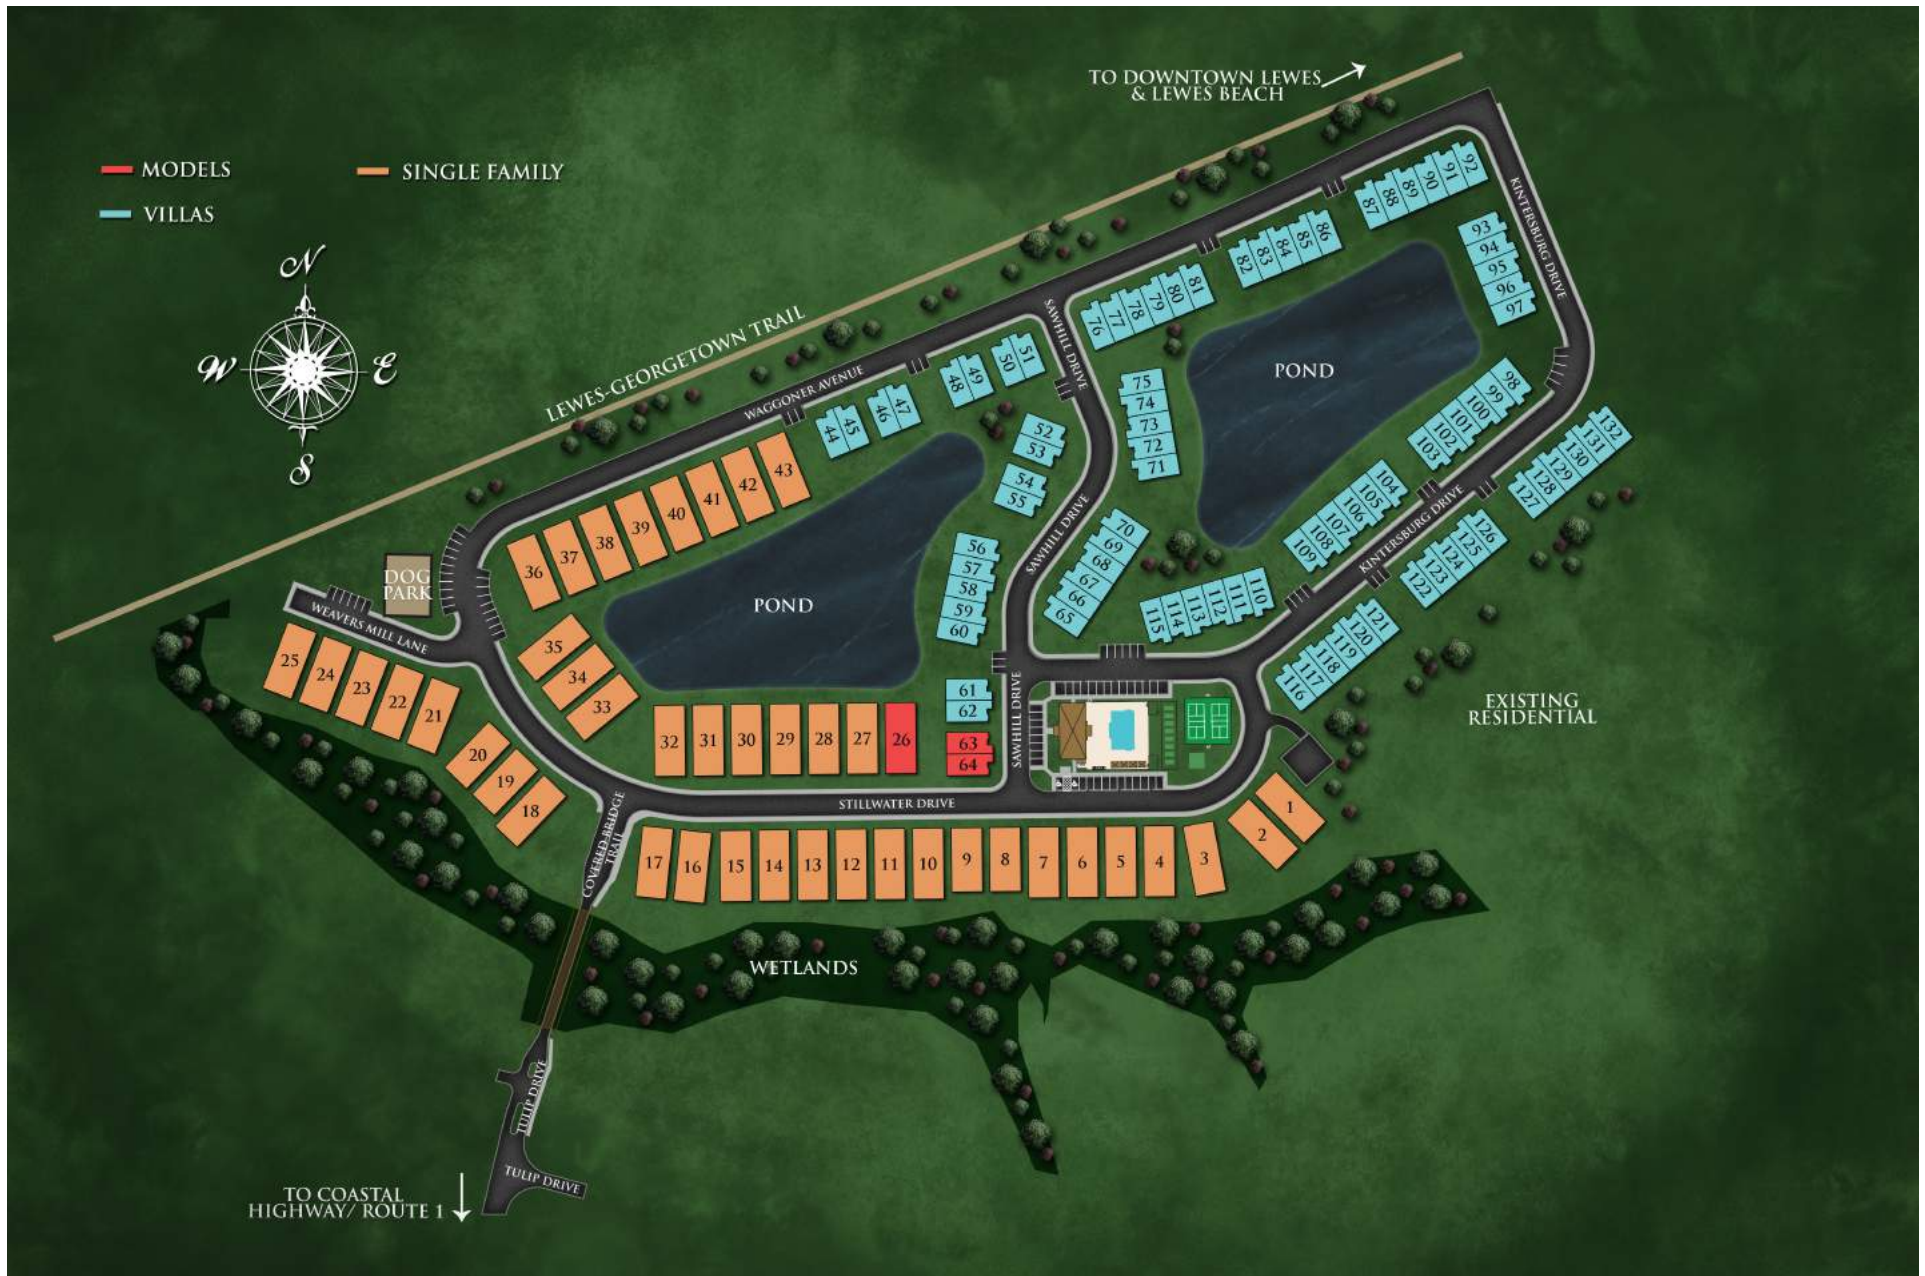 TO DOWNTOWN LEWES
& LEWES BEACH
MODELS
SINGLE FAMILY
VILLAS
N
W
E
S
LEWES-GEORGETOWN TRAIL
WAGGONER AVENUE
SAWHILL DRIVE
KINTERSBURG DRIVE
87 88 89 90 91 92
82 83 84 85 86
76 77 78 79 80 81
93
94
95
96
97
POND
48 49 50 51
44 45 46 47
52
53
54
55
75
74
73
72
71
98
99
100
101
102
103
104
105
106
107
108
109
132
131
130
129
128
127
126
125
124
123
122
KINTERSBURG DRIVE
SAWHILL DRIVE
70
69
68
67
66
65
115 114 113 112 111 110
121
120
119
118
117
116
36 37 38 39 40 41 42 43
DOG
PARK
WEAVERS MILL LANE
POND
56
57
58
59
60
61
62
63
64
SAWHILL DRIVE
EXISTING
RESIDENTIAL
25 24 23 22 21
35
34
33
32 31 30 29 28 27 26
20
19
18
STILLWATER DRIVE
COVERED BRIDGE
TRAIL
17 16 15 14 13 12 11 10 9 8 7 6 5 4 3 2 1
WETLANDS
TULIP DRIVE
TULIP DRIVE
TO COASTAL
HIGHWAY/ ROUTE 1